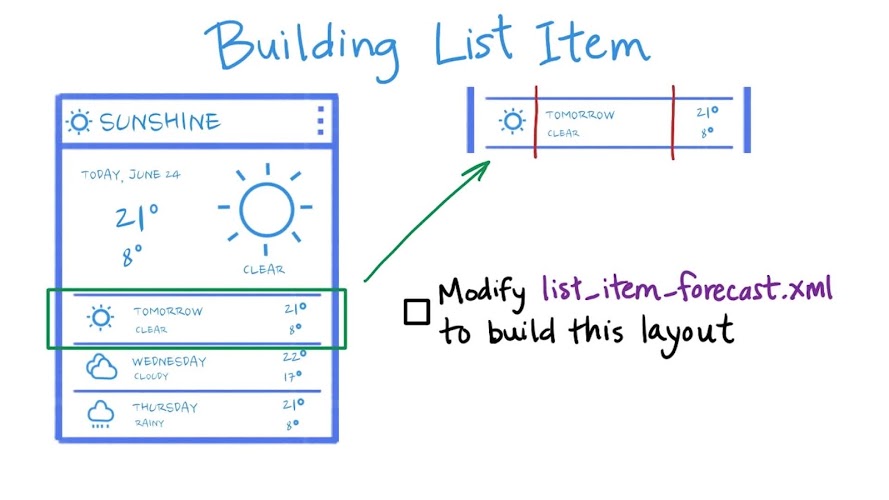 Building List Item
SUNSHINE
TODAY, JUNE 24
21°
8°
CLEAR
TOMORROW 21°
CLEAR 8°
WEDNESDAY 22°
CLOUDY 17°
THURSDAY 21°
RAINY 8°
TOMORROW 21°
CLEAR 8°
Modify list_item_forecast.xml
to build this layout